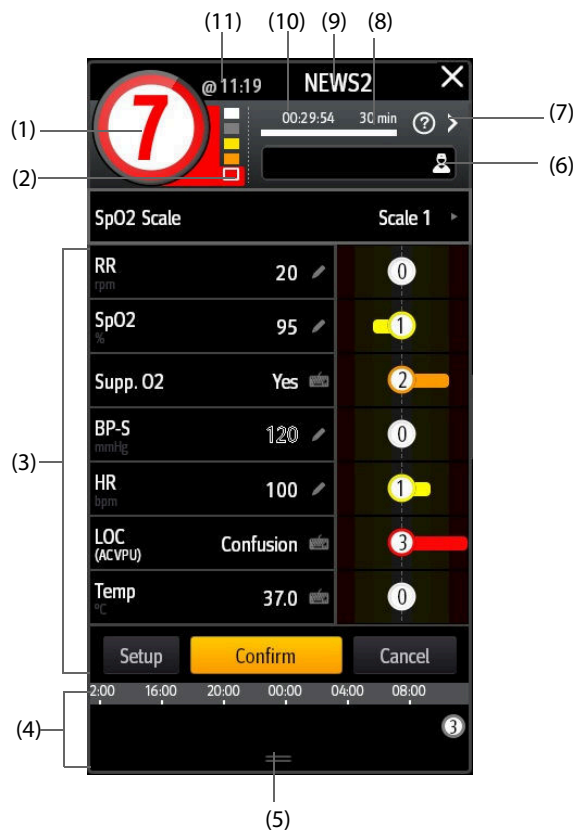 (11) (10) (9) (8)
@ 11:19 NEWS2
(1) 7 00:29:54 30 min ? (7)
(2) (6)
SpO2 Scale Scale 1
RR 20 0
rpm
SpO2 95 1
%
Supp. O2 Yes 2
(3)
BP-S 120 0
mmHg
HR 100 1
bpm
LOC Confusion 3
(ACVPU)
Temp 37.0 0
°C
Setup Confirm Cancel
2:00 16:00 20:00 00:00 04:00 08:00
(4) 3
(5)